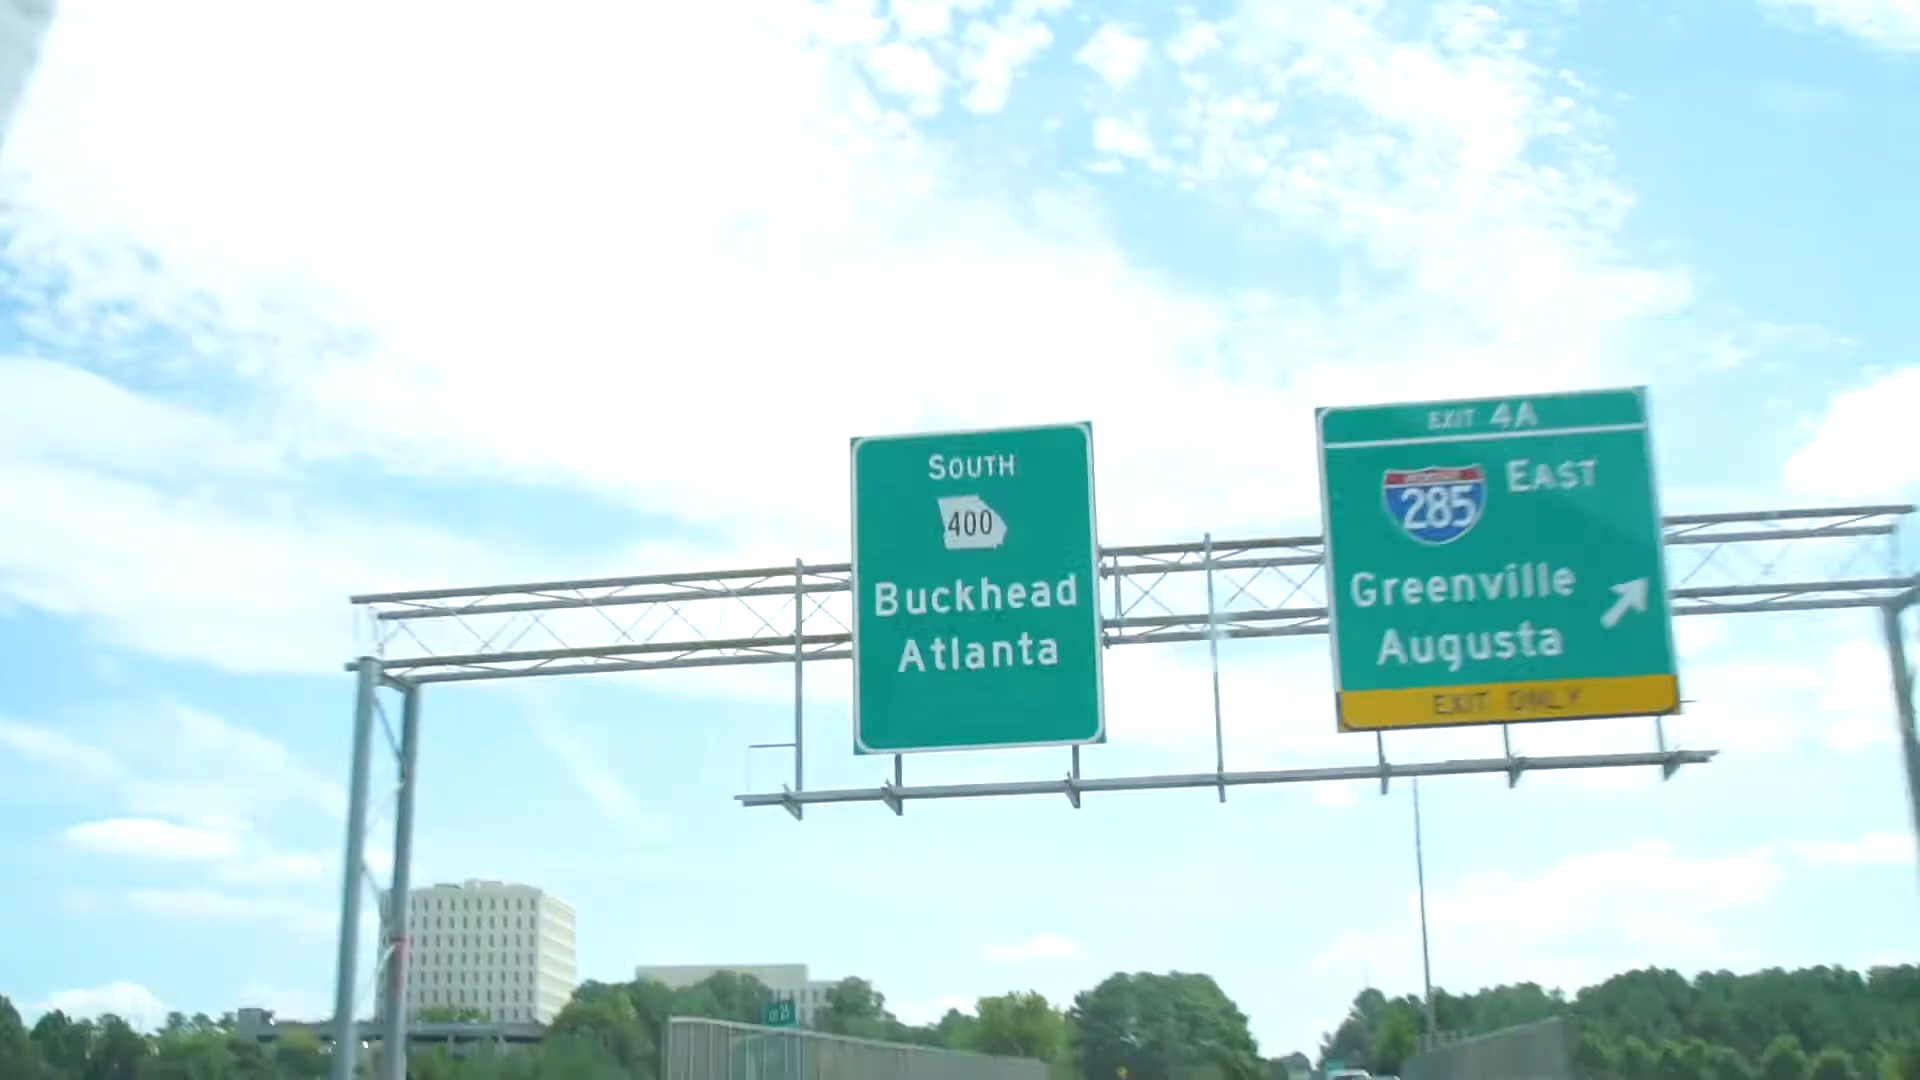 SOUTH
400
Buckhead
Atlanta
EXIT 4A
285 EAST
Greenville
Augusta
EXIT ONLY